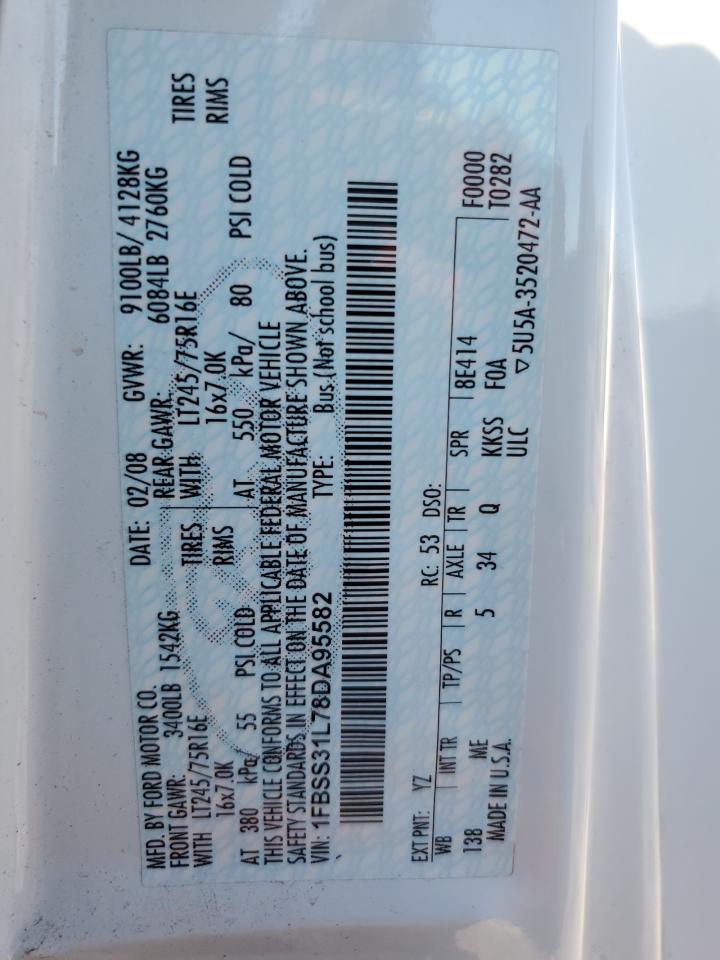 MFD. BY FORD MOTOR CO. DATE: 02/08 GVWR: 9100LB/ 4128KG
FRONT GAWR: 3400LB 1542KG REAR GAWR: 6084LB 2760KG
WITH LT245/75R16E TIRES WITH LT245/75R16E TIRES
16x7.0K RIMS 16x7.0K RIMS
AT 380 kPa/ 55 PSI COLD AT 550 kPa/ 80 PSI COLD
THIS VEHICLE CONFORMS TO ALL APPLICABLE FEDERAL MOTOR VEHICLE
SAFETY STANDARDS IN EFFECT ON THE DATE OF MANUFACTURE SHOWN ABOVE.
VIN: 1FBSS31L78DA95582 TYPE: Bus (Not school bus)
EXT PNT: YZ RC: 53 DSO: F0000
WB INT TR TP/PS R AXLE TR SPR 8E414 T0282
138 ME 5 34 Q KKSS F0A
MADE IN U.S.A. ULC ▽5U5A-3520472-AA